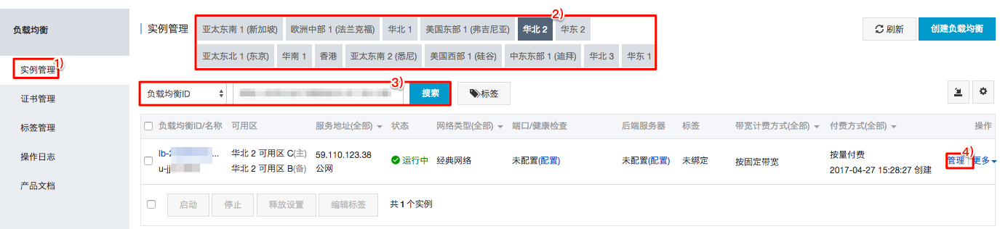 负载均衡
实例管理
1)
证书管理
标签管理
操作日志
产品文档
实例管理
2)
亚太东南 1 (新加坡) 欧洲中部 1 (法兰克福) 华北 1 美国东部 1 (弗吉尼亚) 华北 2 华东 2
亚太东北 1 (东京) 华南 1 香港 亚太东南 2 (悉尼) 美国西部 1 (硅谷) 中东东部 1 (迪拜) 华北 3 华东 1
刷新 创建负载均衡
3)
负载均衡ID 搜索 标签
负载均衡ID/名称 可用区 服务地址(全部) 状态 网络类型(全部) 端口/健康检查 后端服务器 标签 带宽计费方式(全部) 付费方式(全部) 操作
lb-2 ... 华北 2 可用区 C(主) 59.110.123.38 运行中 经典网络 未配置(配置) 未配置(配置) 未绑定 按固定带宽 按量付费 管理 更多
u-jj 华北 2 可用区 B(备) 公网 2017-04-27 15:28:27 创建
4)
启动 停止 释放设置 编辑标签 共 1 个实例